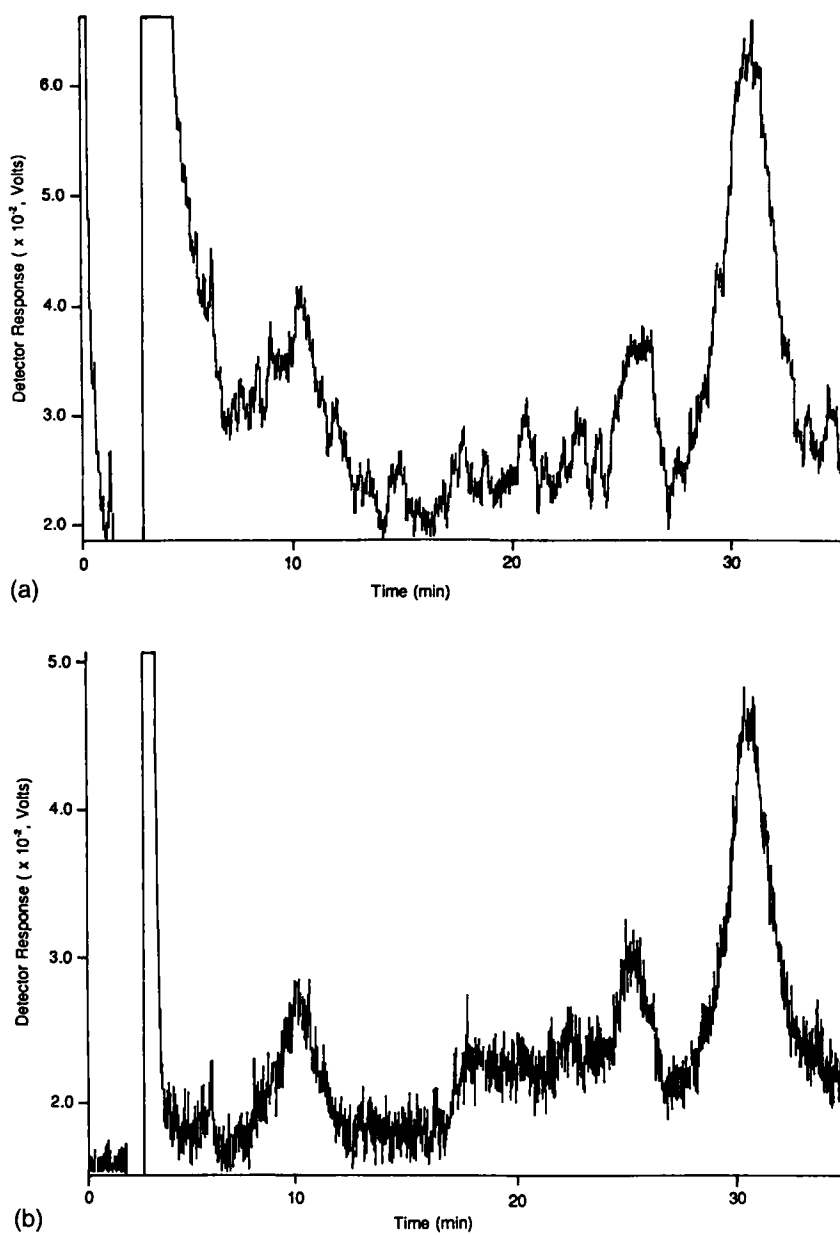 6.0
5.0
4.0
3.0
2.0
Detector Response ( x 10⁻², Volts)
0 10 20 30
Time (min)
(a)
5.0
4.0
3.0
2.0
Detector Response ( x 10⁻², Volts)
0 10 20 30
Time (min)
(b)